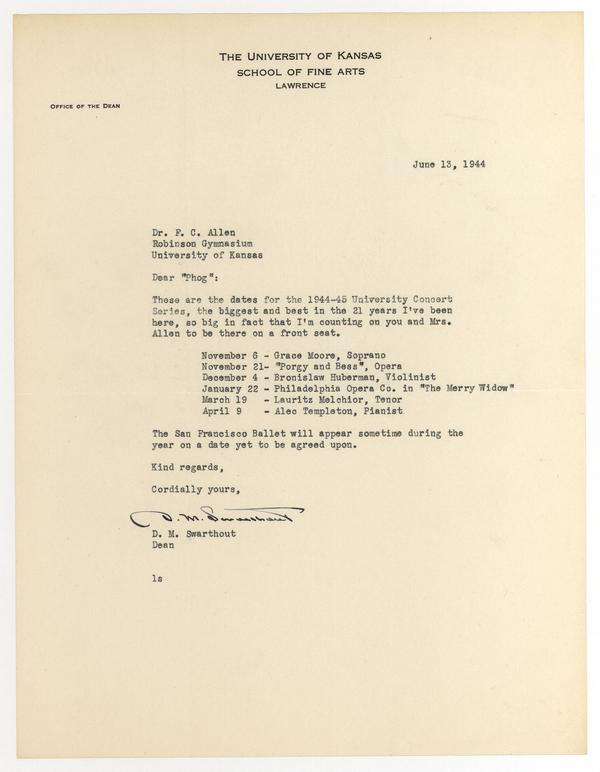 THE UNIVERSITY OF KANSAS
SCHOOL OF FINE ARTS
LAWRENCE
OFFICE OF THE DEAN
June 13, 1944
Dr. F. C. Allen
Robinson Gymnasium
University of Kansas
Dear "Phog":
These are the dates for the 1944-45 University Concert
Series, the biggest and best in the 21 years I've been
here, so big in fact that I'm counting on you and Mrs.
Allen to be there on a front seat.
November 6 - Grace Moore, Soprano
November 21- "Porgy and Bess", Opera
December 4 - Bronislaw Huberman, Violinist
January 22 - Philadelphia Opera Co. in "The Merry Widow"
March 19 - Lauritz Melchior, Tenor
April 9 - Alec Templeton, Pianist
The San Francisco Ballet will appear sometime during the
year on a date yet to be agreed upon.
Kind regards,
Cordially yours,
D. M. Swarthout
D. M. Swarthout
Dean
ls